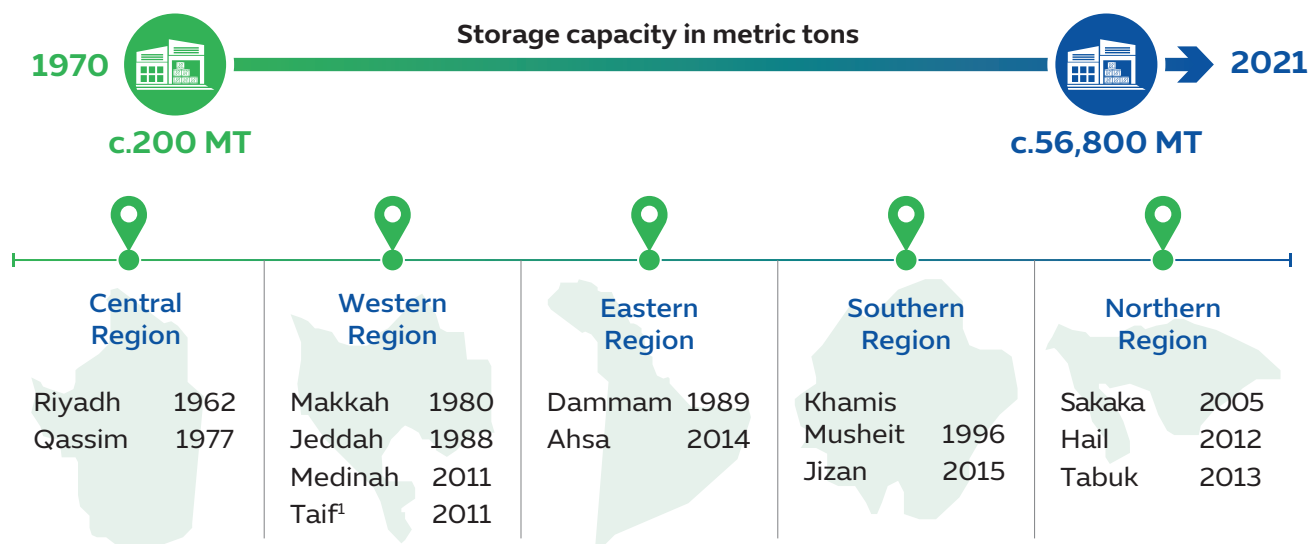 Storage capacity in metric tons
1970
2021
c.200 MT
c.56,800 MT
Central
Region
Riyadh 1962
Qassim 1977
Western
Region
Makkah 1980
Jeddah 1988
Medinah 2011
Taif¹ 2011
Eastern
Region
Dammam 1989
Ahsa 2014
Southern
Region
Khamis
Musheit 1996
Jizan 2015
Northern
Region
Sakaka 2005
Hail 2012
Tabuk 2013